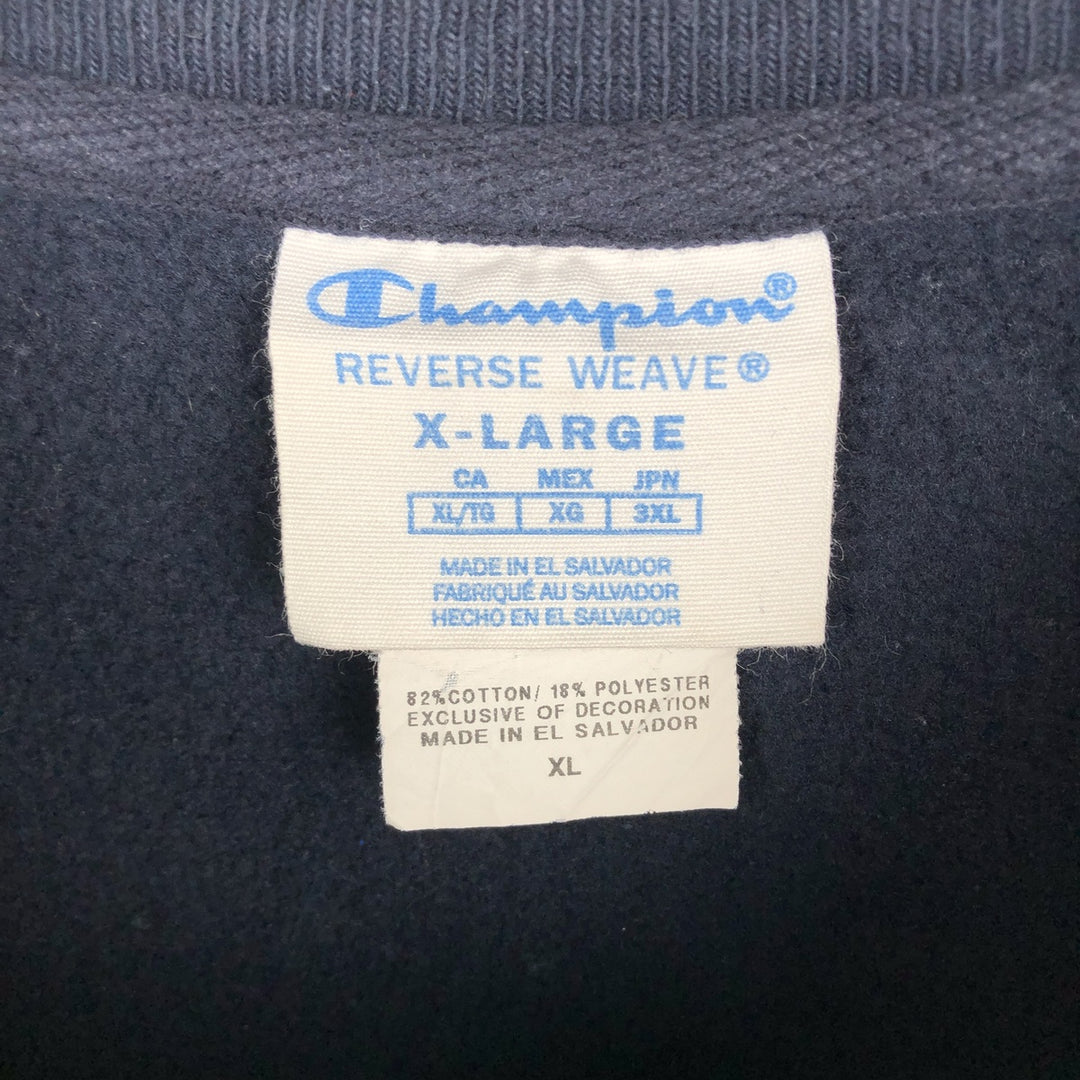 Champion®
REVERSE WEAVE®
X-LARGE
CA MEX JPN
XL/TG XG 3XL
MADE IN EL SALVADOR
FABRIQUÉ AU SALVADOR
HECHO EN EL SALVADOR
82%COTTON/ 18% POLYESTER
EXCLUSIVE OF DECORATION
MADE IN EL SALVADOR
XL